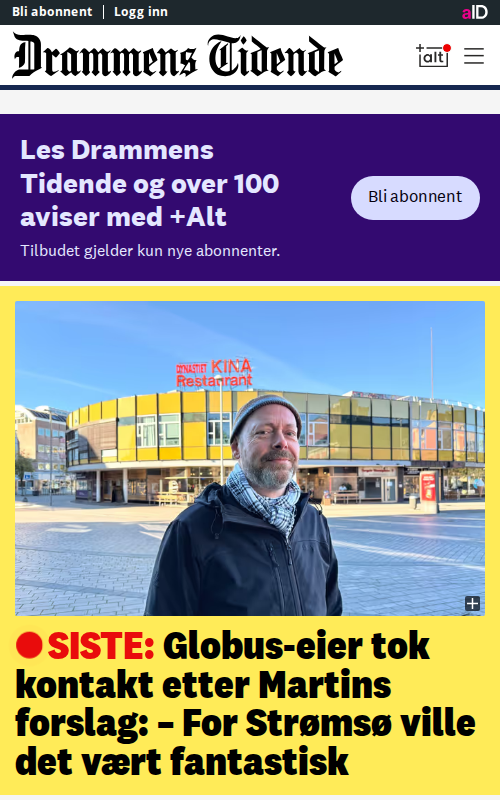 Bli abonnent
Logg inn
aID
Drammens Tidende
+alt
Les Drammens
Tidende og over 100
aviser med +Alt
Bli abonnent
Tilbudet gjelder kun nye abonnenter.
DYNASTIET KINA
Restaurant
SISTE: Globus-eier tok
kontakt etter Martins
forslag: – For Strømsø ville
det vært fantastisk